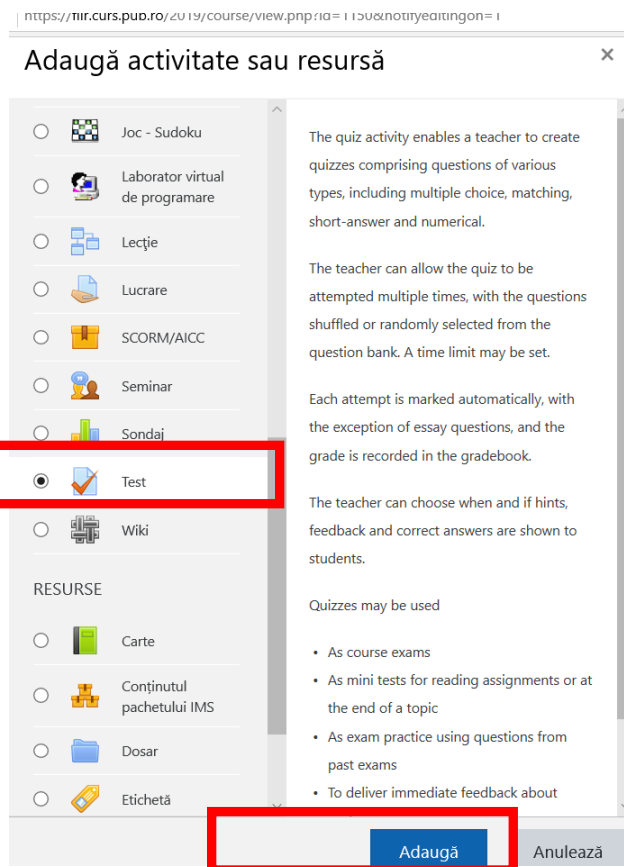 https://fiir.curs.pub.ro/2019/course/view.php?id=1150&notifyeditingon=1
Adaugă activitate sau resursă
×
Joc - Sudoku
Laborator virtual
de programare
Lecţie
Lucrare
SCORM/AICC
Seminar
Sondaj
Test
Wiki
RESURSE
Carte
Conținutul
pachetului IMS
Dosar
Etichetă
The quiz activity enables a teacher to create
quizzes comprising questions of various
types, including multiple choice, matching,
short-answer and numerical.
The teacher can allow the quiz to be
attempted multiple times, with the questions
shuffled or randomly selected from the
question bank. A time limit may be set.
Each attempt is marked automatically, with
the exception of essay questions, and the
grade is recorded in the gradebook.
The teacher can choose when and if hints,
feedback and correct answers are shown to
students.
Quizzes may be used
• As course exams
• As mini tests for reading assignments or at
the end of a topic
• As exam practice using questions from
past exams
• To deliver immediate feedback about
Adaugă
Anulează